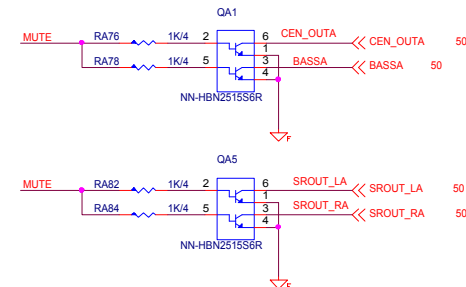 QA1
MUTE RA76 1K/4 2 6 CEN_OUTA CEN_OUTA 50
1
RA78 1K/4 5 3 BASSA BASSA 50
4
NN-HBN2515S6R
F
QA5
MUTE RA82 1K/4 2 6 SROUT_LA SROUT_LA 50
1
RA84 1K/4 5 3 SROUT_RA SROUT_RA 50
4
NN-HBN2515S6R
F